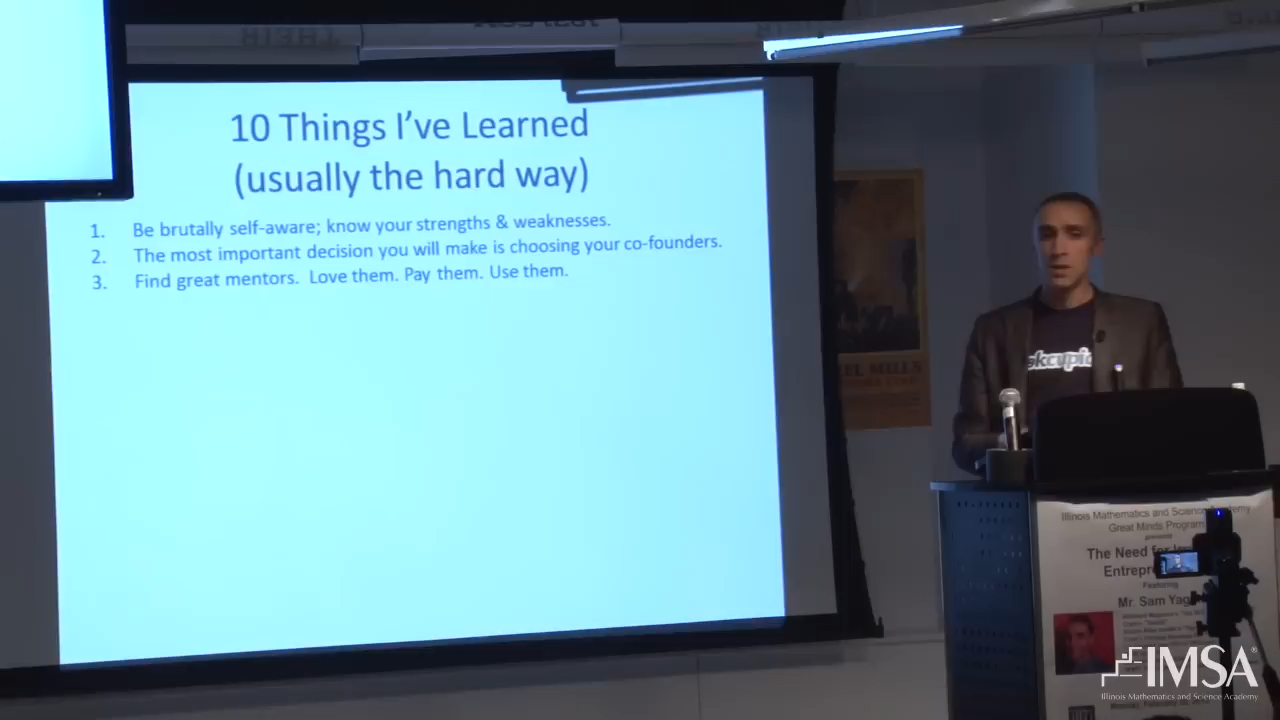 THEIR
10 Things I've Learned
(usually the hard way)
1. Be brutally self-aware; know your strengths & weaknesses.
2. The most important decision you will make is choosing your co-founders.
3. Find great mentors. Love them. Pay them. Use them.
MILLS
skcupi
Illinois Mathematics and Science Academy
Great Minds Program
presents
The Need for
Entrepr
Featuring
Mr. Sam Yag
IMSA®
Illinois Mathematics and Science Academy